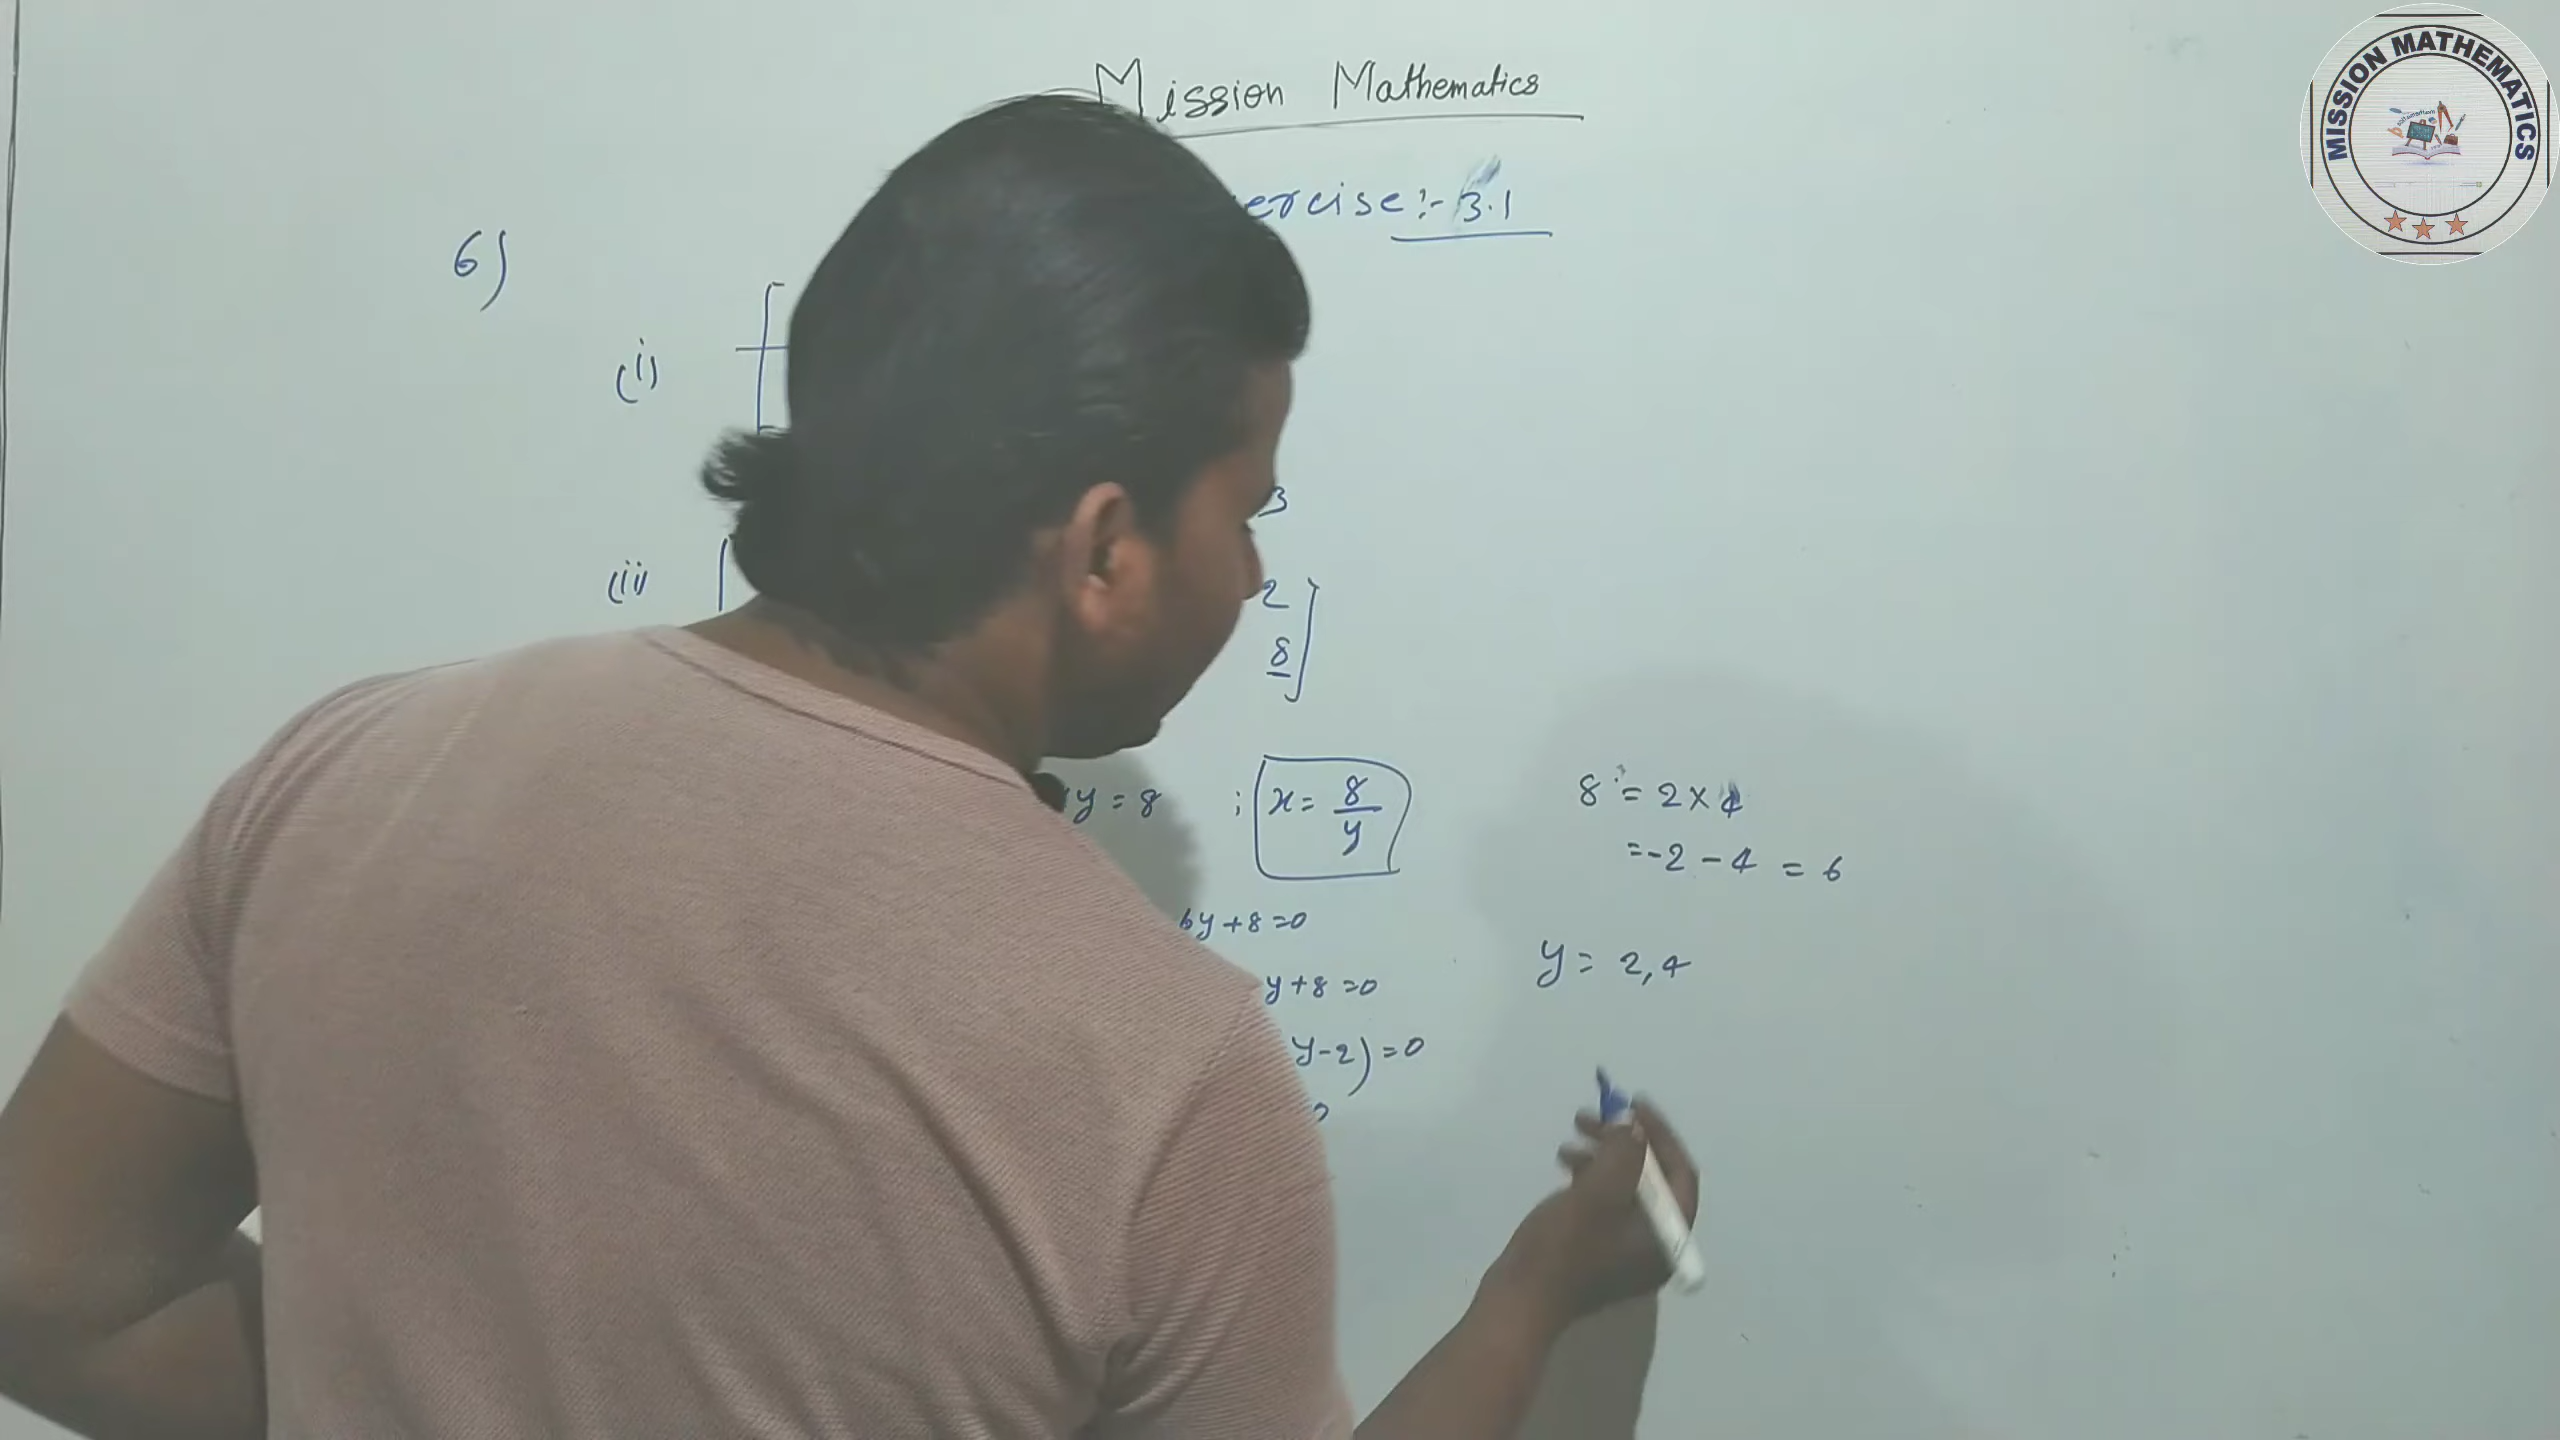 Mission Mathematics
MISSION MATHEMATICS
ercise:- 3.1
6)
(i)
3
(ii)
2
8
y = 8 ; x = 8/y
8 = 2 × 4
= -2 - 4 = 6
6y + 8 = 0
y = 2, 4
y + 8 = 0
y - 2) = 0